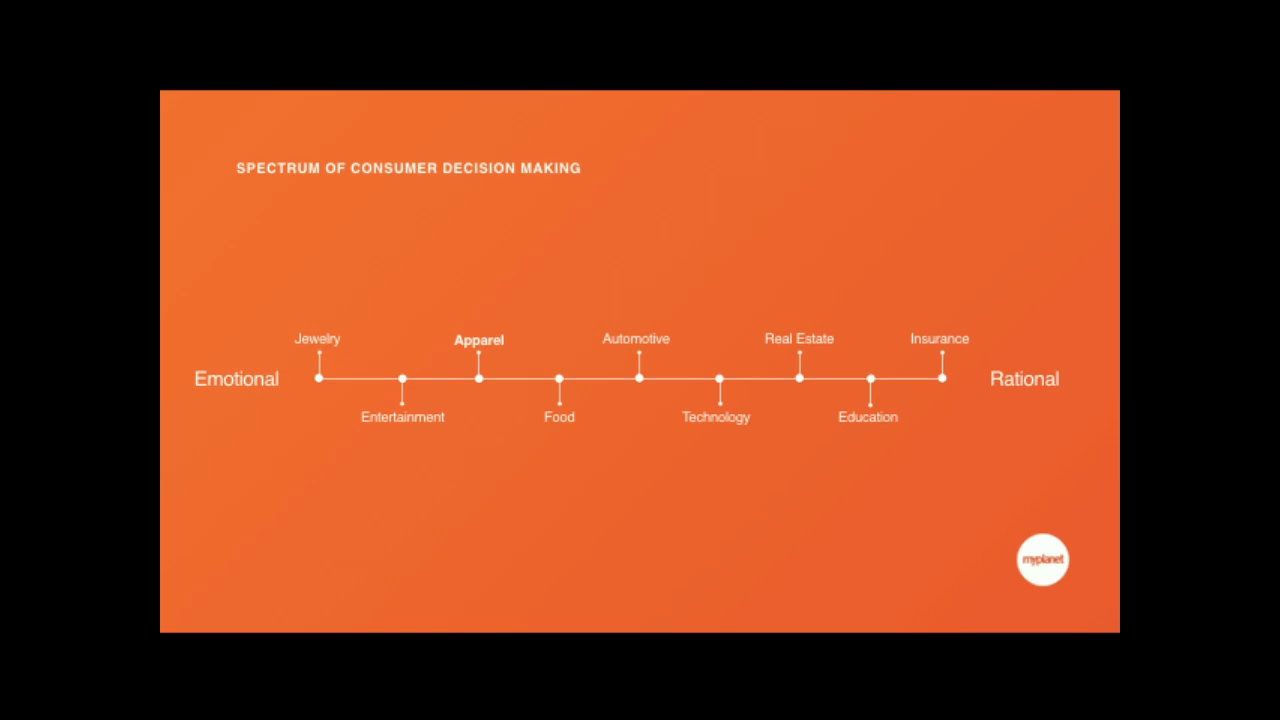 SPECTRUM OF CONSUMER DECISION MAKING
Jewelry Apparel Automotive Real Estate Insurance
Emotional Rational
Entertainment Food Technology Education
myplanet